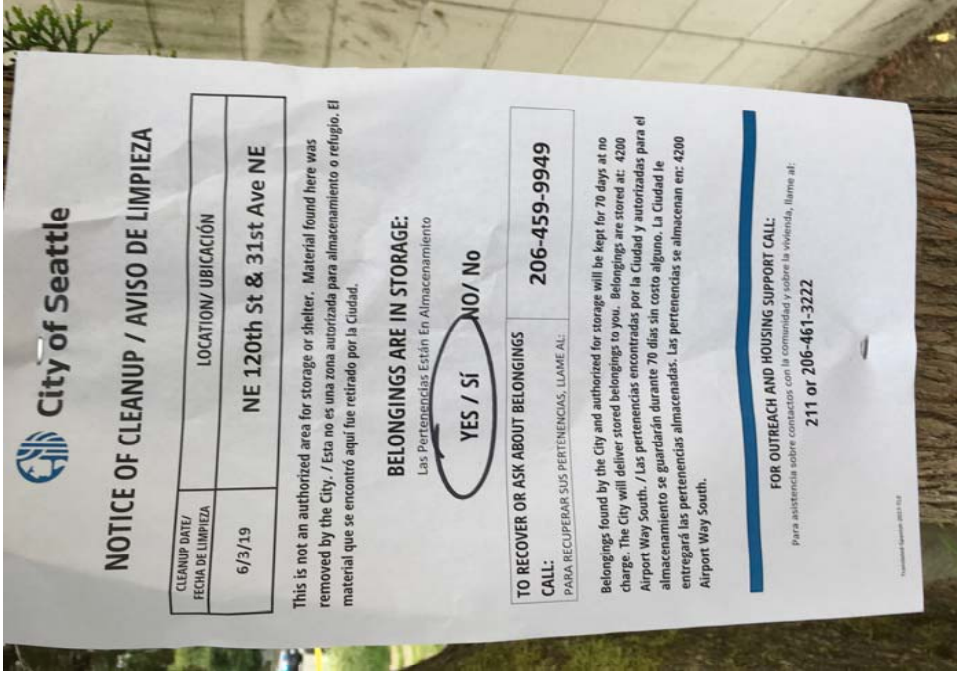 City of Seattle
NOTICE OF CLEANUP / AVISO DE LIMPIEZA
CLEANUP DATE/
FECHA DE LIMPIEZA
LOCATION/ UBICACIÓN
6/3/19
NE 120th St & 31st Ave NE
This is not an authorized area for storage or shelter. Material found here was
removed by the City. / Esta no es una zona autorizada para almacenamiento o refugio. El
material que se encontró aquí fue retirado por la Ciudad.
BELONGINGS ARE IN STORAGE:
Las Pertenencias Están En Almacenamiento
YES / Sí NO/ No
TO RECOVER OR ASK ABOUT BELONGINGS
CALL:
PARA RECUPERAR SUS PERTENENCIAS, LLAME AL:
206-459-9949
Belongings found by the City and authorized for storage will be kept for 70 days at no
charge. The City will deliver stored belongings to you. Belongings are stored at: 4200
Airport Way South. / Las pertenencias encontradas por la Ciudad y autorizadas para el
almacenamiento se guardarán durante 70 días sin costo alguno. La Ciudad le
entregará las pertenencias almacenadas. Las pertenencias se almacenan en: 4200
Airport Way South.
FOR OUTREACH AND HOUSING SUPPORT CALL:
Para asistencia sobre contactos con la comunidad y sobre la vivienda, llame al:
211 or 206-461-3222
Translated Spanish